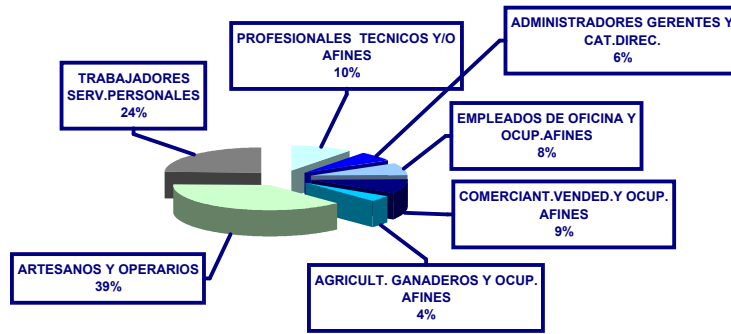 ADMINISTRADORES GERENTES Y
CAT.DIREC.
6%
PROFESIONALES TECNICOS Y/O
AFINES
10%
TRABAJADORES
SERV.PERSONALES
24%
EMPLEADOS DE OFICINA Y
OCUP.AFINES
8%
COMERCIANT.VENDED.Y OCUP.
AFINES
9%
ARTESANOS Y OPERARIOS
39%
AGRICULT. GANADEROS Y OCUP.
AFINES
4%